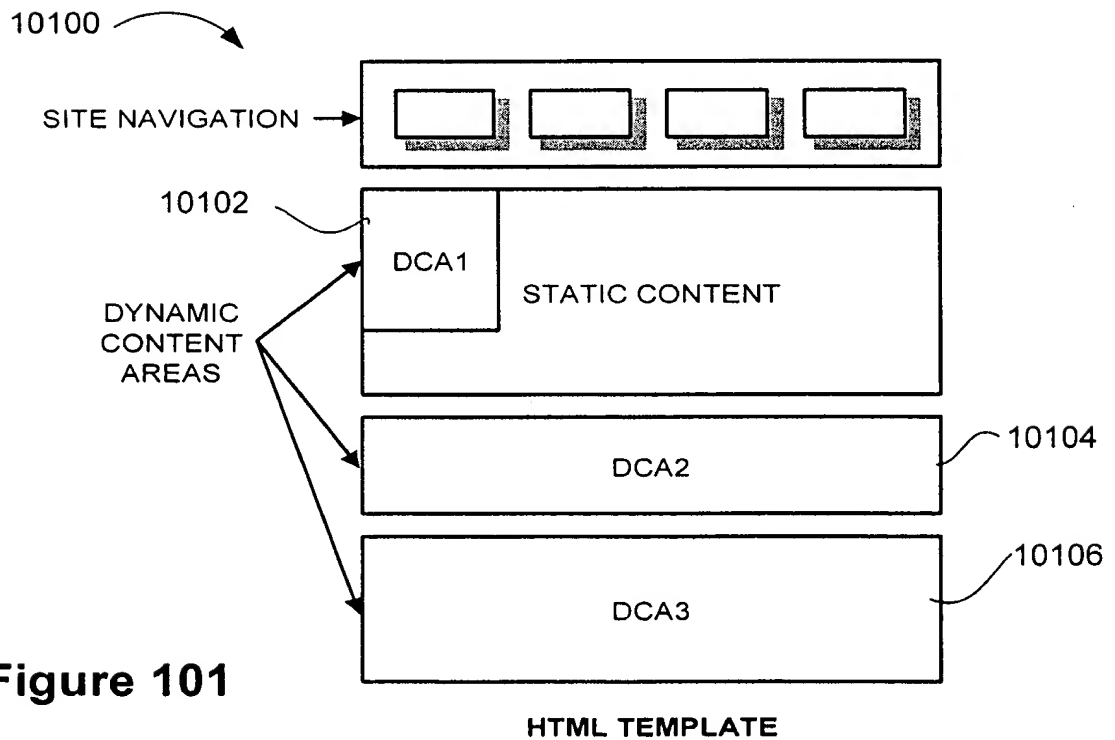 10100
SITE NAVIGATION
10102
DCA1
STATIC CONTENT
DYNAMIC
CONTENT
AREAS
DCA2
10104
DCA3
10106
Figure 101
HTML TEMPLATE